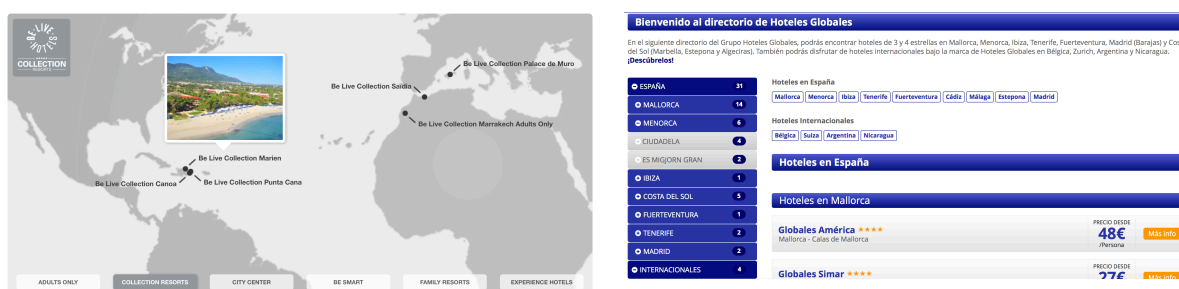 BE LIVE
HOTELS
COLLECTION
RESORTS
Be Live Collection Palace de Muro
Be Live Collection Saïdia
Be Live Collection Marrakech Adults Only
Be Live Collection Marien
Be Live Collection Canoa
Be Live Collection Punta Cana
ADULTS ONLY
COLLECTION RESORTS
CITY CENTER
BE SMART
FAMILY RESORTS
EXPERIENCE HOTELS
Bienvenido al directorio de Hoteles Globales
En el siguiente directorio del Grupo Hoteles Globales, podrás encontrar hoteles de 3 y 4 estrellas en Mallorca, Menorca, Ibiza, Tenerife, Fuerteventura, Madrid (Barajas) y Cos
del Sol (Marbella, Estepona y Algeciras). También podrás disfrutar de hoteles internacionales bajo la marca de Hoteles Globales en Bélgica, Zurich, Argentina y Nicaragua.
¡Descúbrelos!
ESPAÑA 31
MALLORCA 14
MENORCA 6
CIUDADELA 4
ES MIGJORN GRAN 2
IBIZA 1
COSTA DEL SOL 5
FUERTEVENTURA 1
TENERIFE 2
MADRID 2
INTERNACIONALES 4
Hoteles en España
Mallorca Menorca Ibiza Tenerife Fuerteventura Cádiz Málaga Estepona Madrid
Hoteles Internacionales
Bélgica Suiza Argentina Nicaragua
Hoteles en España
Hoteles en Mallorca
Globales América ★★★★
Mallorca - Calas de Mallorca
PRECIO DESDE
48€
/Persona
Más info
Globales Simar ★★★★
PRECIO DESDE
27€
Más info